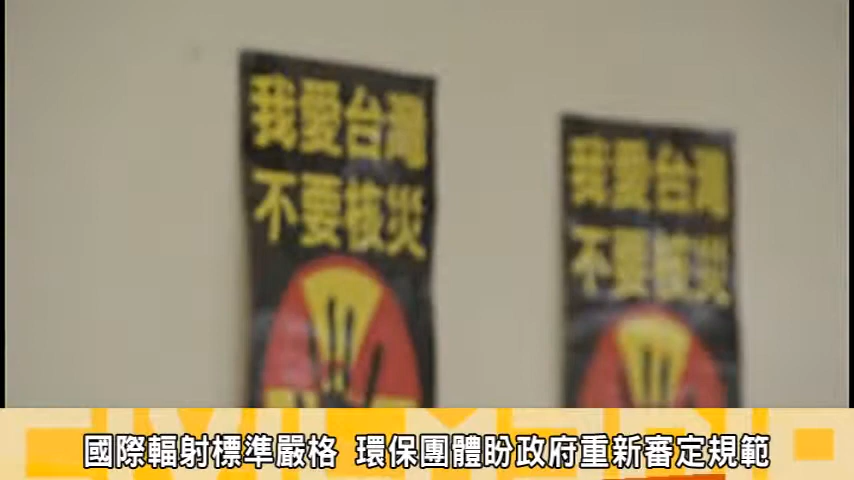 我愛台灣
不要核災
我愛台灣
不要核災
國際輻射標準嚴格 環保團體盼政府重新審定規範